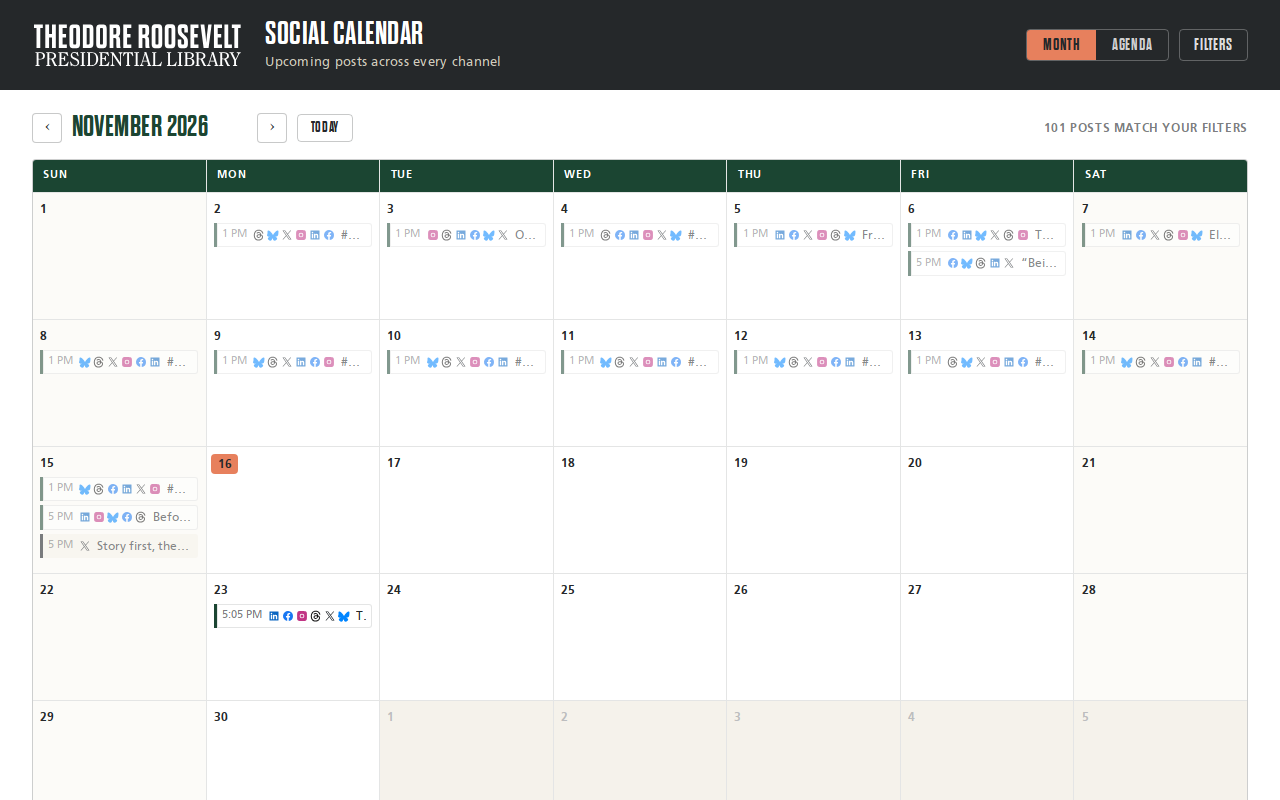 THEODORE ROOSEVELT
PRESIDENTIAL LIBRARY
SOCIAL CALENDAR
Upcoming posts across every channel
MONTH
AGENDA
FILTERS
‹
NOVEMBER 2026
›
TODAY
101 POSTS MATCH YOUR FILTERS
SUN MON TUE WED THU FRI SAT
1 2 3 4 5 6 7
1 PM #…
1 PM O…
1 PM #…
1 PM Fr…
1 PM T…
1 PM El…
5 PM “Bei…
8 9 10 11 12 13 14
1 PM #…
1 PM #…
1 PM #…
1 PM #…
1 PM #…
1 PM #…
1 PM #…
15 16 17 18 19 20 21
1 PM #…
5 PM Befo…
5 PM Story first, the…
22 23 24 25 26 27 28
5:05 PM T.
29 30 1 2 3 4 5